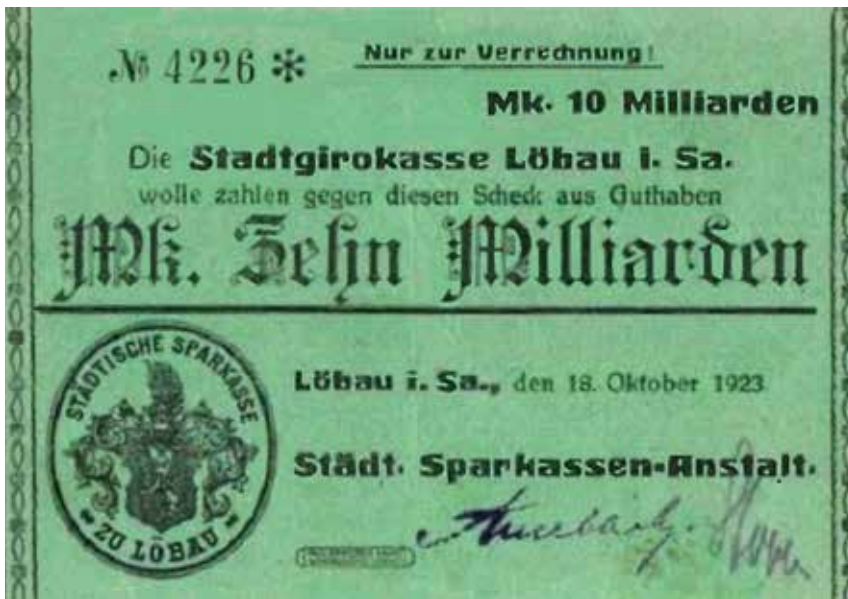 № 4226 *
Nur zur Verrechnung!
Mk. 10 Milliarden
Die Stadtgirokasse Löbau i. Sa.
wolle zahlen gegen diesen Scheck aus Guthaben
Mk. Zehn Milliarden
STÄDTISCHE SPARKASSE
ZU LÖBAU
Löbau i. Sa., den 18. Oktober 1923
Städt. Sparkassen-Anstalt.